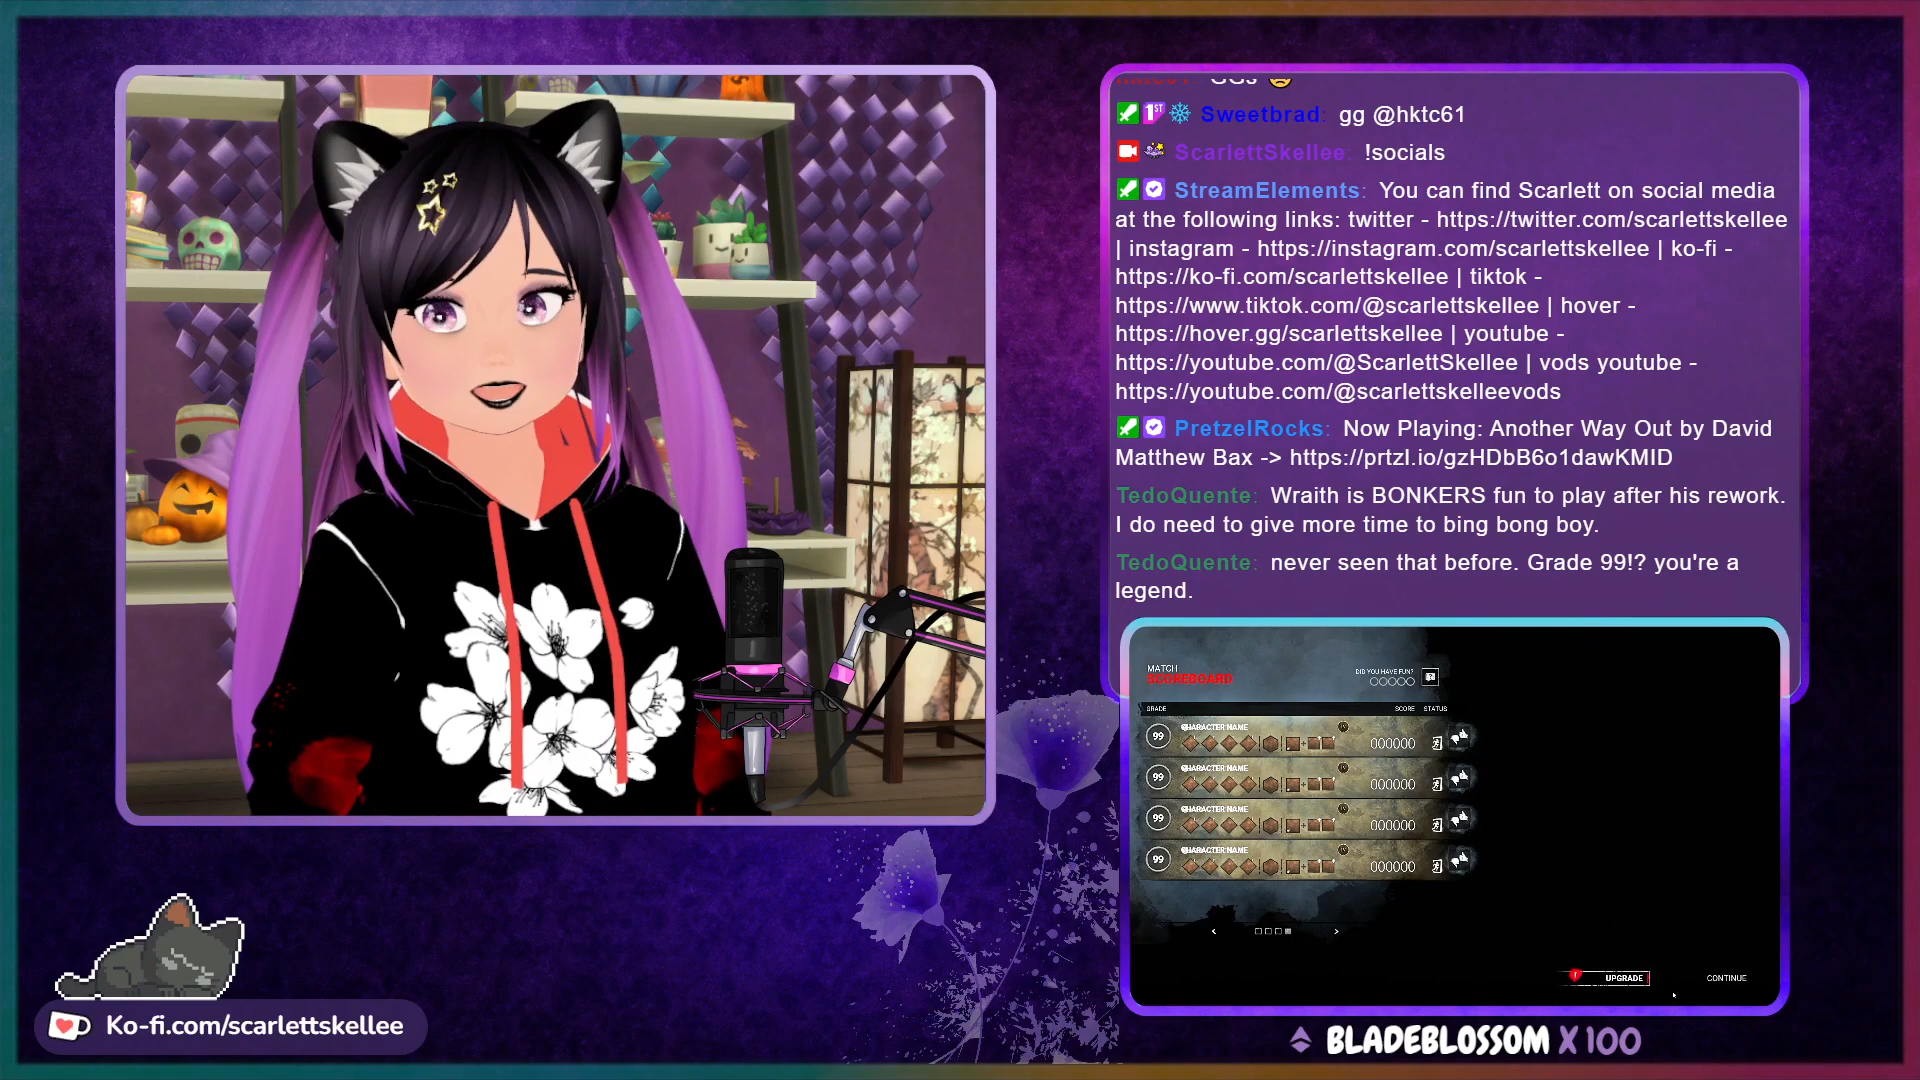 GGs
Sweetbrad: gg @hktc61
ScarlettSkellee: !socials
StreamElements: You can find Scarlett on social media
at the following links: twitter - https://twitter.com/scarlettskellee
| instagram - https://instagram.com/scarlettskellee | ko-fi -
https://ko-fi.com/scarlettskellee | tiktok -
https://www.tiktok.com/@scarlettskellee | hover -
https://hover.gg/scarlettskellee | youtube -
https://youtube.com/@ScarlettSkellee | vods youtube -
https://youtube.com/@scarlettskelleevods
PretzelRocks: Now Playing: Another Way Out by David
Matthew Bax -> https://prtzl.io/gzHDbB6o1dawKMID
TedoQuente: Wraith is BONKERS fun to play after his rework.
I do need to give more time to bing bong boy.
TedoQuente: never seen that before. Grade 99!? you're a
legend.
MATCH
SCOREBOARD
DID YOU HAVE FUN?
GRADE SCORE STATUS
99 CHARACTER NAME 000000
99 CHARACTER NAME 000000
99 CHARACTER NAME 000000
99 CHARACTER NAME 000000
UPGRADE CONTINUE
Ko-fi.com/scarlettskellee
BLADEBLOSSOM X 100